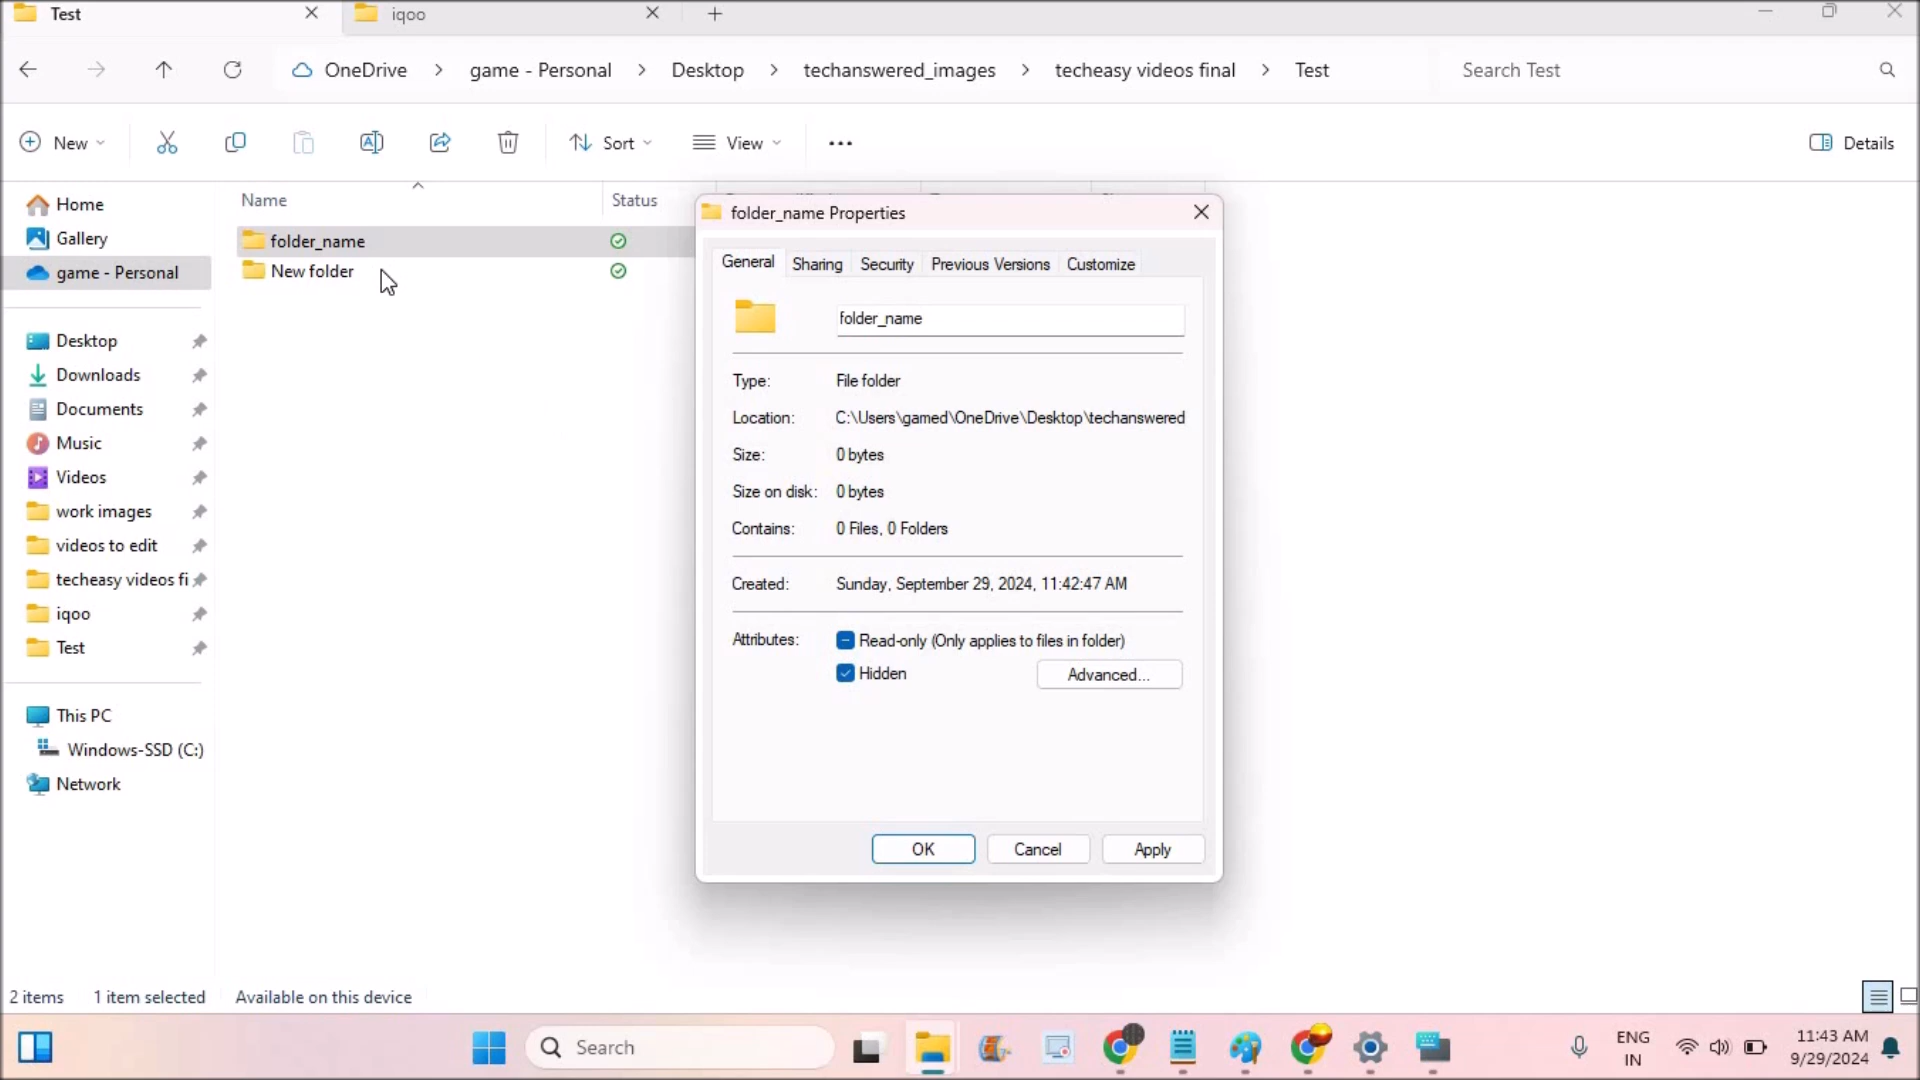 Test
iqoo
OneDrive > game - Personal > Desktop > techanswered_images > techeasy videos final > Test
Search Test
New
Sort
View
Details
Name
Status
Home
Gallery
game - Personal
Desktop
Downloads
Documents
Music
Videos
work images
videos to edit
techeasy videos fi
iqoo
Test
This PC
Windows-SSD (C:)
Network
folder_name
New folder
folder_name Properties
General Sharing Security Previous Versions Customize
folder_name
Type: File folder
Location: C:\Users\gamed\OneDrive\Desktop\techanswered
Size: 0 bytes
Size on disk: 0 bytes
Contains: 0 Files, 0 Folders
Created: Sunday, September 29, 2024, 11:42:47 AM
Attributes: Read-only (Only applies to files in folder)
Hidden
Advanced...
OK Cancel Apply
2 items 1 item selected Available on this device
Search
ENG
IN
11:43 AM
9/29/2024